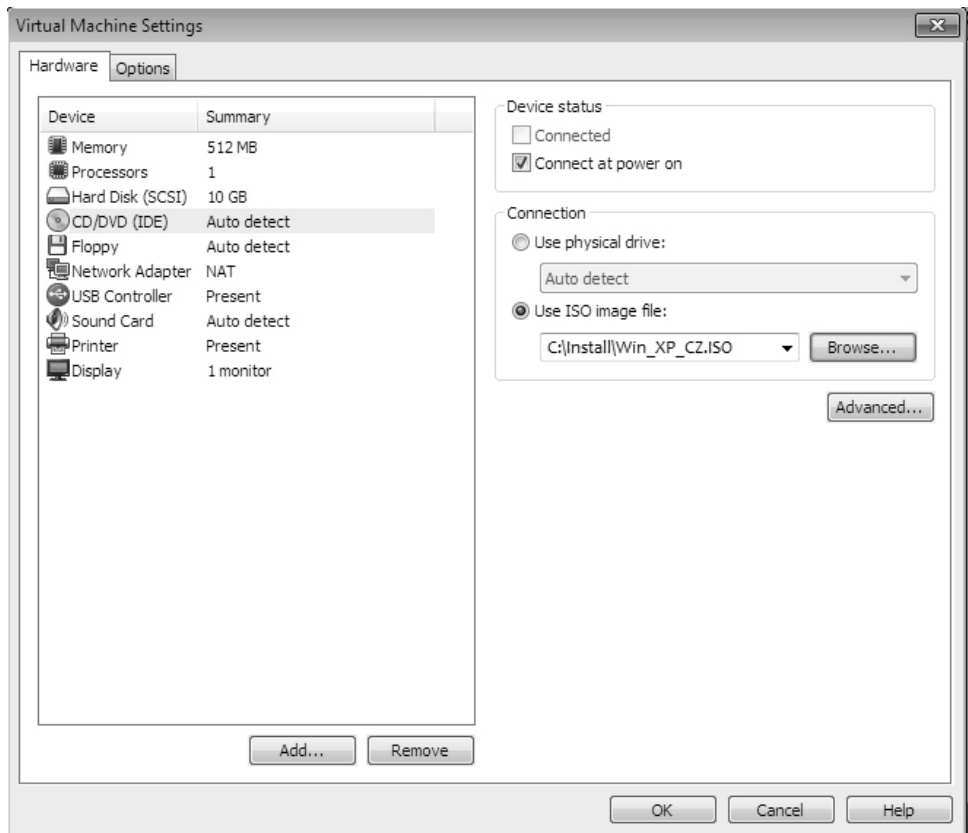 Virtual Machine Settings
Hardware Options
Device Summary
Memory 512 MB
Processors 1
Hard Disk (SCSI) 10 GB
CD/DVD (IDE) Auto detect
Floppy Auto detect
Network Adapter NAT
USB Controller Present
Sound Card Auto detect
Printer Present
Display 1 monitor
Add... Remove
Device status
Connected
Connect at power on
Connection
Use physical drive:
Auto detect
Use ISO image file:
C:\Install\Win_XP_CZ.ISO Browse...
Advanced...
OK Cancel Help